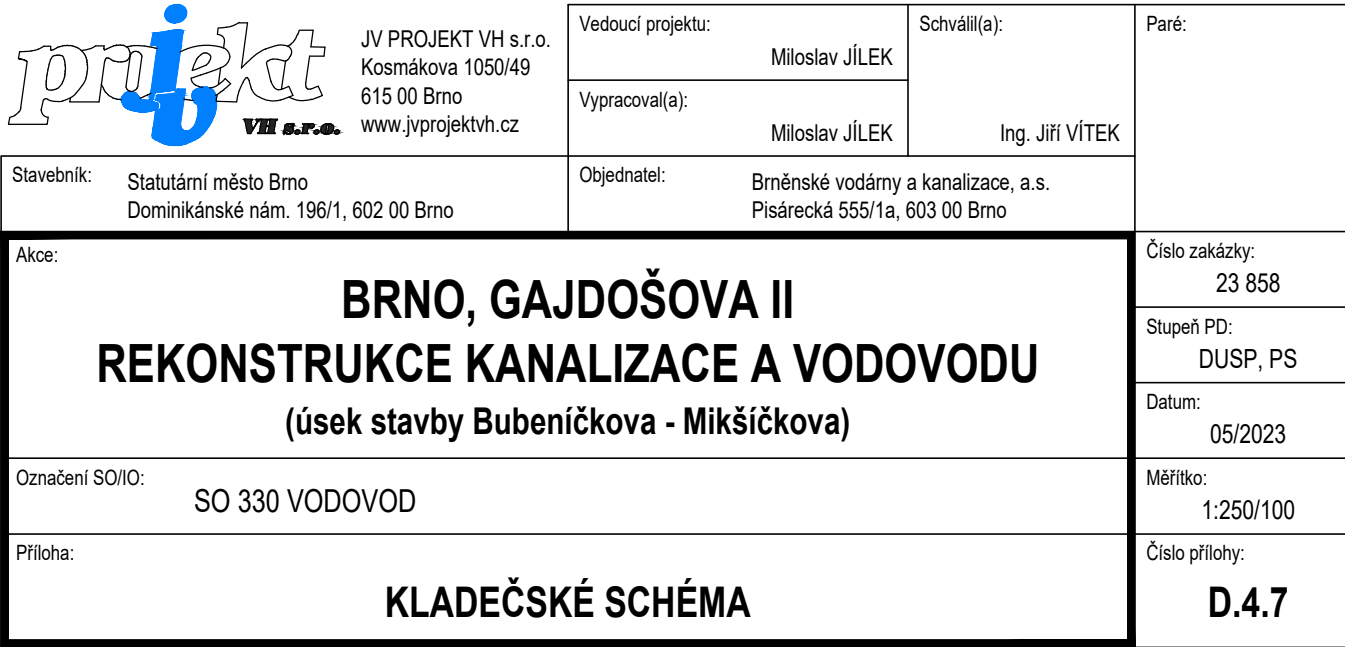 projekt
VH s.r.o.
JV PROJEKT VH s.r.o.
Kosmákova 1050/49
615 00 Brno
www.jvprojektvh.cz
Vedoucí projektu:
Miloslav JÍLEK
Vypracoval(a):
Miloslav JÍLEK
Schválil(a):
Ing. Jiří VÍTEK
Paré:
Stavebník:
Statutární město Brno
Dominikánské nám. 196/1, 602 00 Brno
Objednatel:
Brněnské vodárny a kanalizace, a.s.
Pisárecká 555/1a, 603 00 Brno
Akce:
BRNO, GAJDOŠOVA II
REKONSTRUKCE KANALIZACE A VODOVODU
(úsek stavby Bubeníčkova - Mikšíčkova)
Číslo zakázky:
23 858
Stupeň PD:
DUSP, PS
Datum:
05/2023
Označení SO/IO:
SO 330 VODOVOD
Měřítko:
1:250/100
Příloha:
KLADEČSKÉ SCHÉMA
Číslo přílohy:
D.4.7